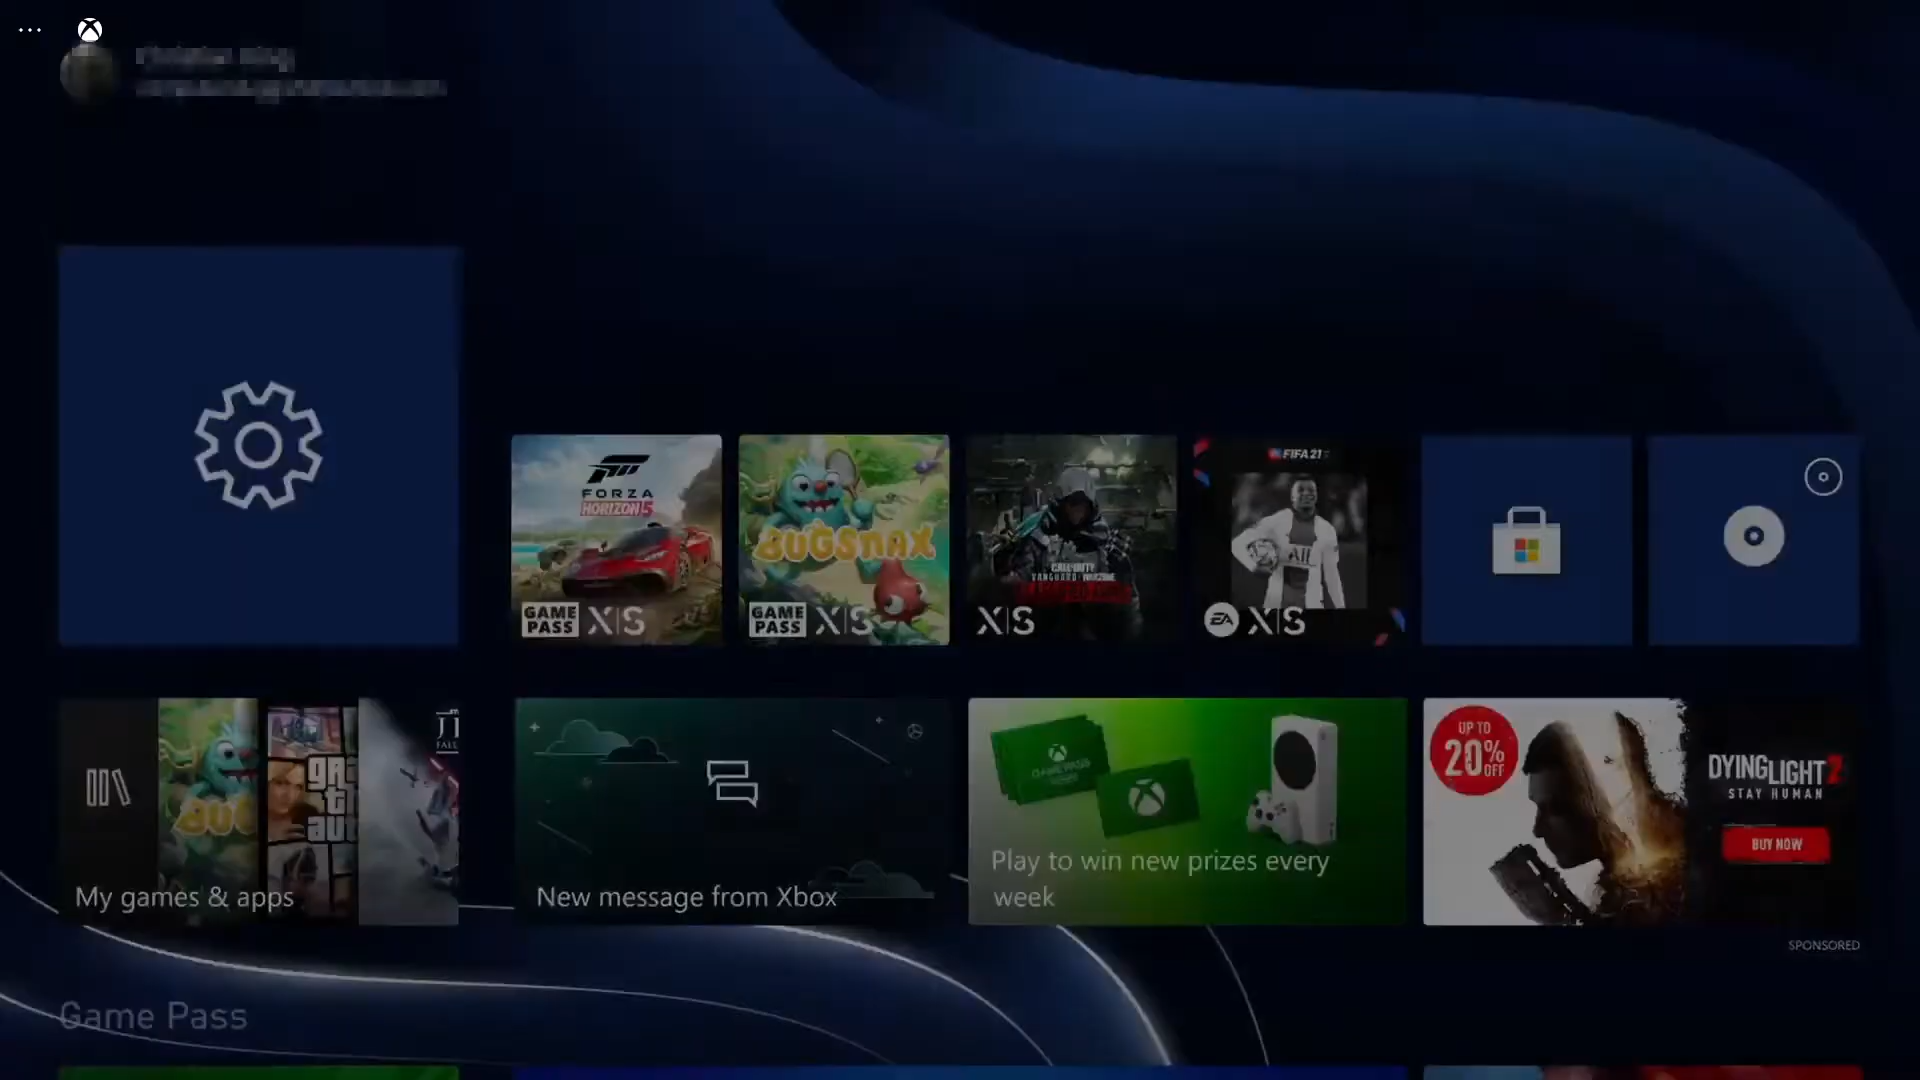 FORZA
HORIZON 5
GAME
PASS
X|S
BUGSNAX
GAME
PASS
X|S
CALL OF DUTY
VANGUARD
WARZONE
X|S
FIFA 21
EA
X|S
My games & apps
New message from Xbox
Play to win new prizes every
week
UP TO
20%
OFF
DYING LIGHT 2
STAY HUMAN
BUY NOW
SPONSORED
Game Pass